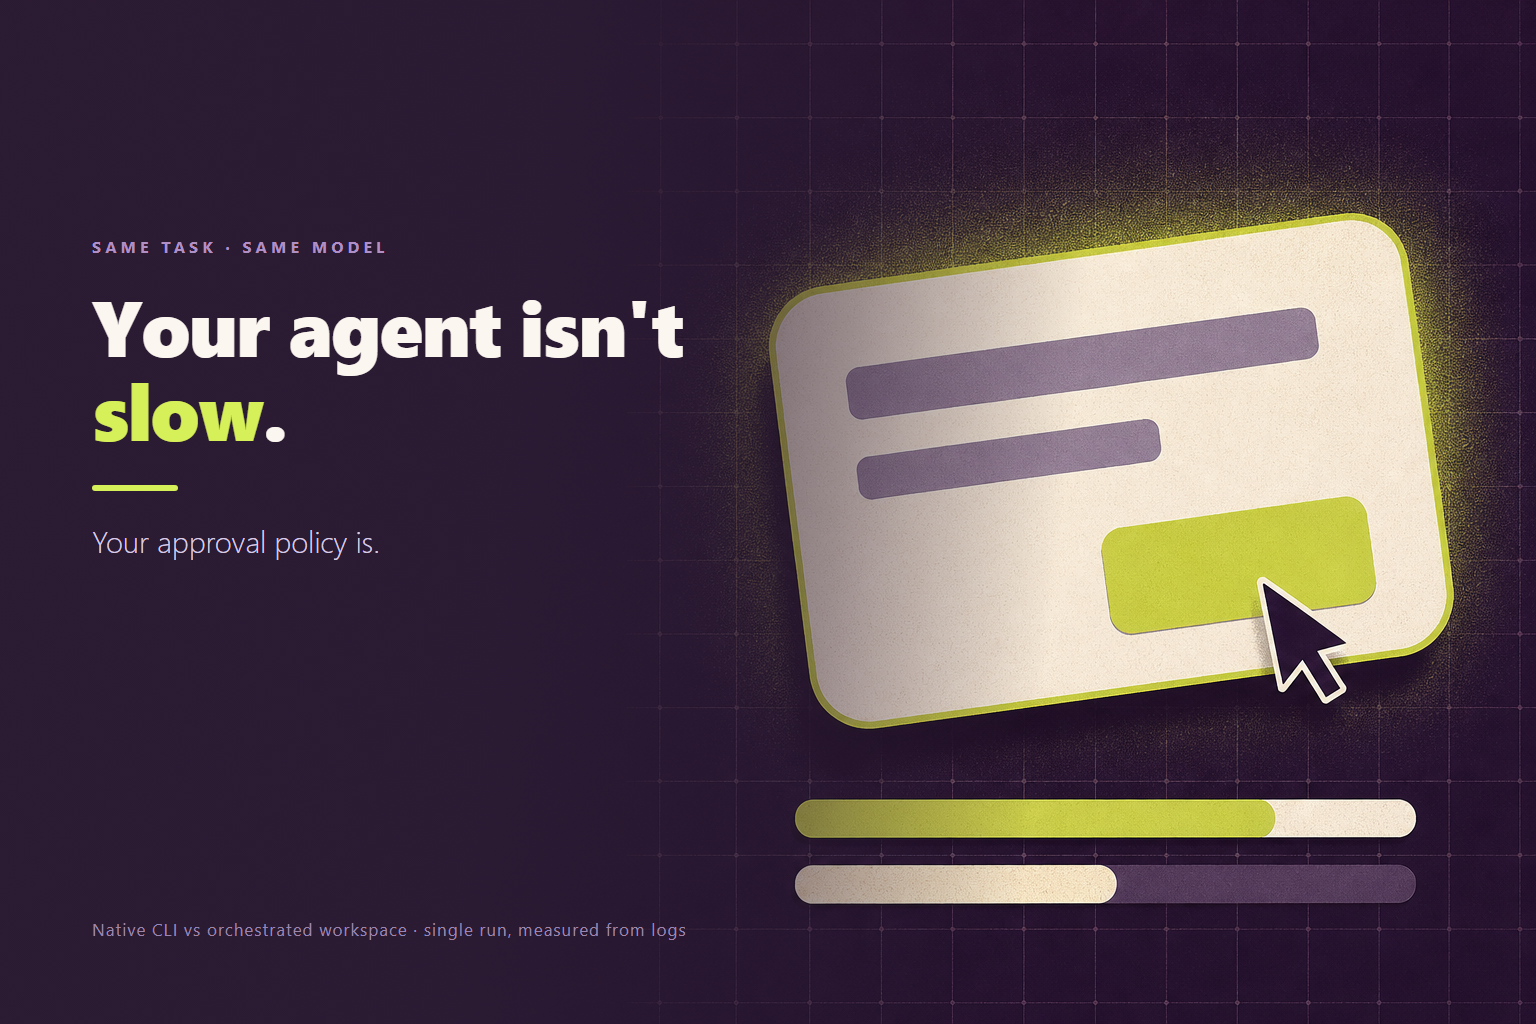 SAME TASK · SAME MODEL
Your agent isn't
slow.
Your approval policy is.
Native CLI vs orchestrated workspace · single run, measured from logs